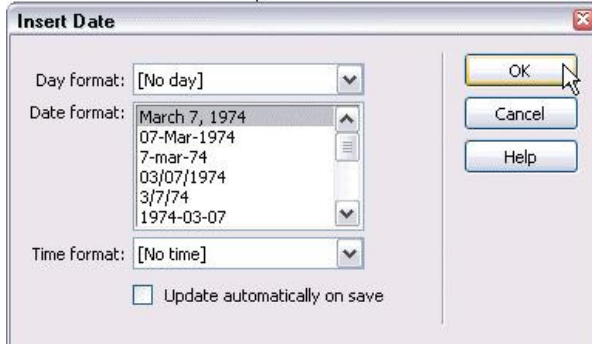 Insert Date
Day format: [No day]
Date format: March 7, 1974
07-Mar-1974
7-mar-74
03/07/1974
3/7/74
1974-03-07
Time format: [No time]
Update automatically on save
OK
Cancel
Help